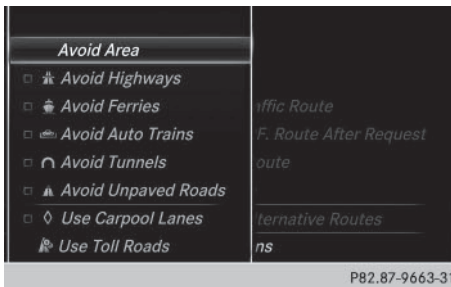 Avoid Area
Avoid Highways
Avoid Ferries
affic Route
Avoid Auto Trains
F. Route After Request
Avoid Tunnels
oute
Avoid Unpaved Roads
Use Carpool Lanes
lternative Routes
Use Toll Roads
ns
P82.87-9663-31